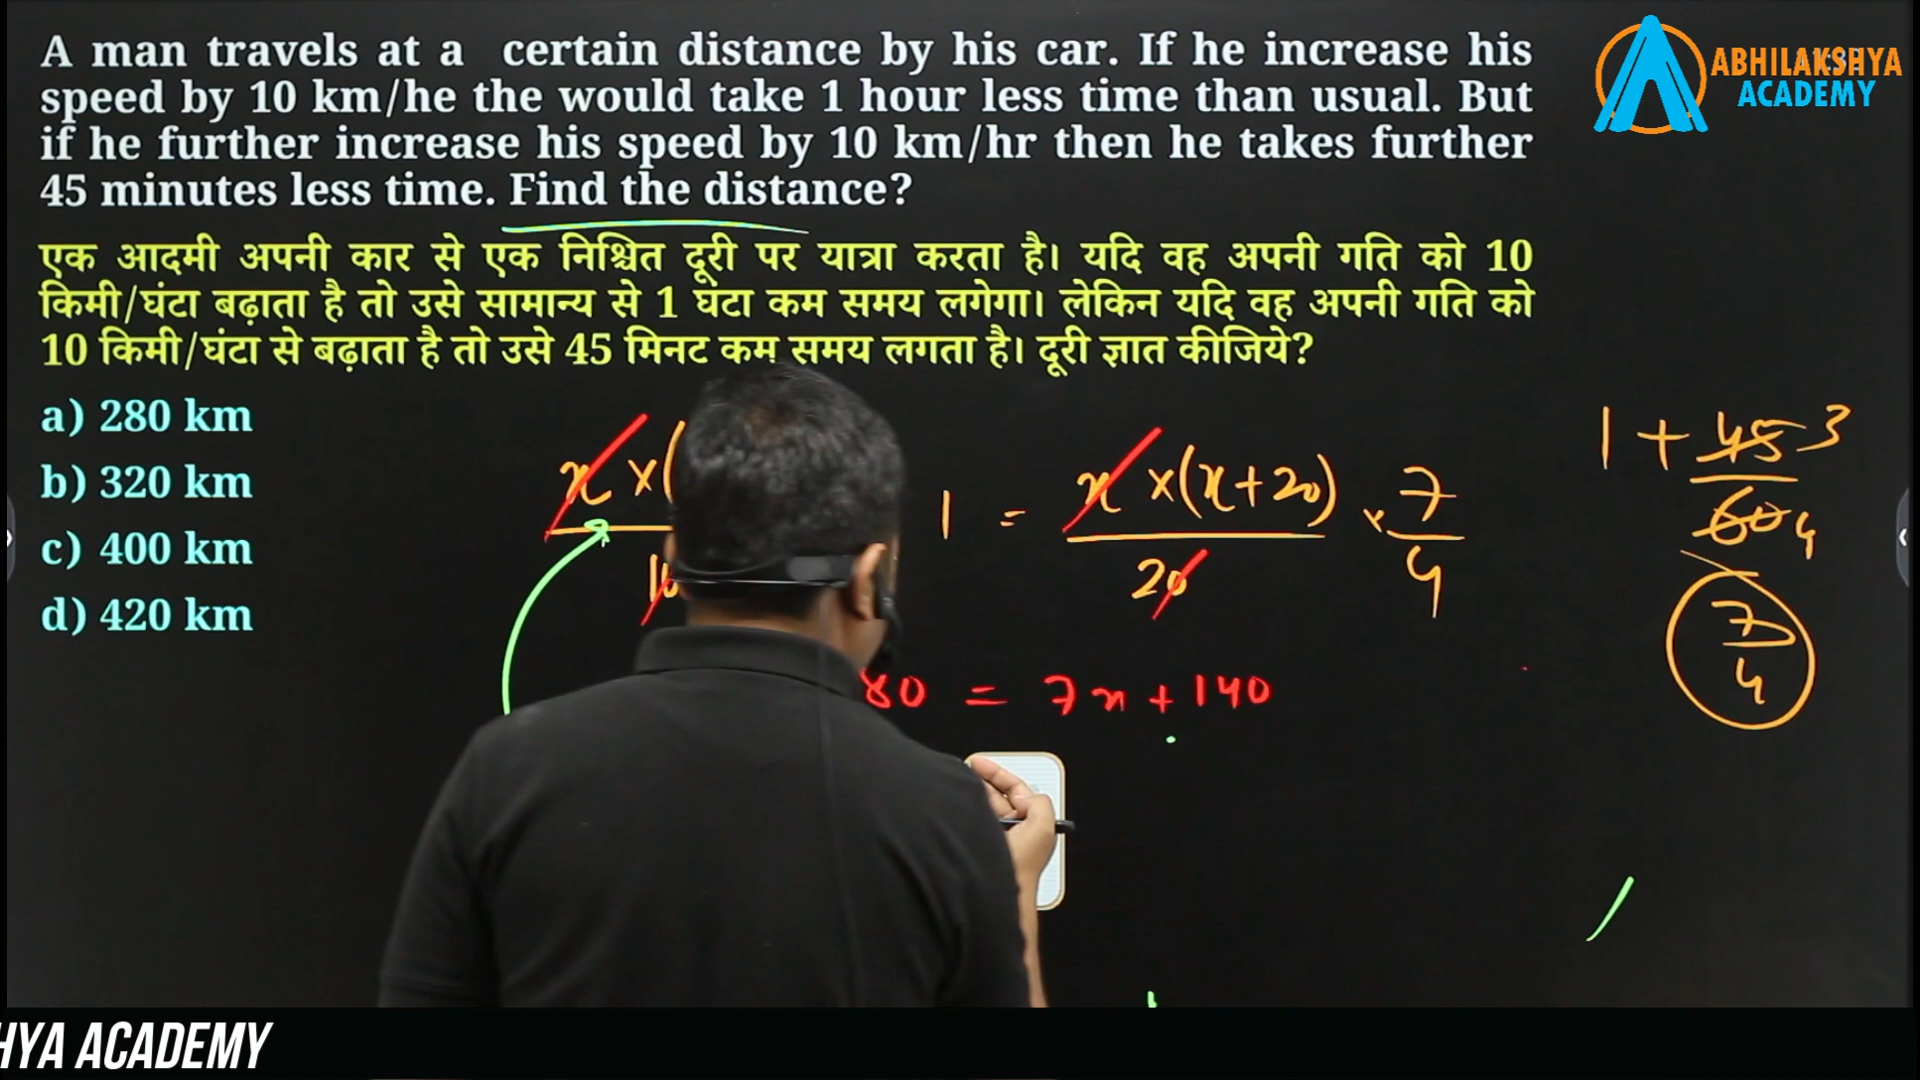 A man travels at a certain distance by his car. If he increase his
speed by 10 km/he the would take 1 hour less time than usual. But
if he further increase his speed by 10 km/hr then he takes further
45 minutes less time. Find the distance?
ABHILAKSHYA
ACADEMY
एक आदमी अपनी कार से एक निश्चित दूरी पर यात्रा करता है। यदि वह अपनी गति को 10
किमी/घंटा बढ़ाता है तो उसे सामान्य से 1 घंटा कम समय लगेगा। लेकिन यदि वह अपनी गति को
10 किमी/घंटा से बढ़ाता है तो उसे 45 मिनट कम समय लगता है। दूरी ज्ञात कीजिये?
a) 280 km
b) 320 km
c) 400 km
d) 420 km
x ×(
10
1 = x ×(x+20) × 7
20 4
1 + 45 3
60 4
7
4
80 = 7x + 140
HYA ACADEMY